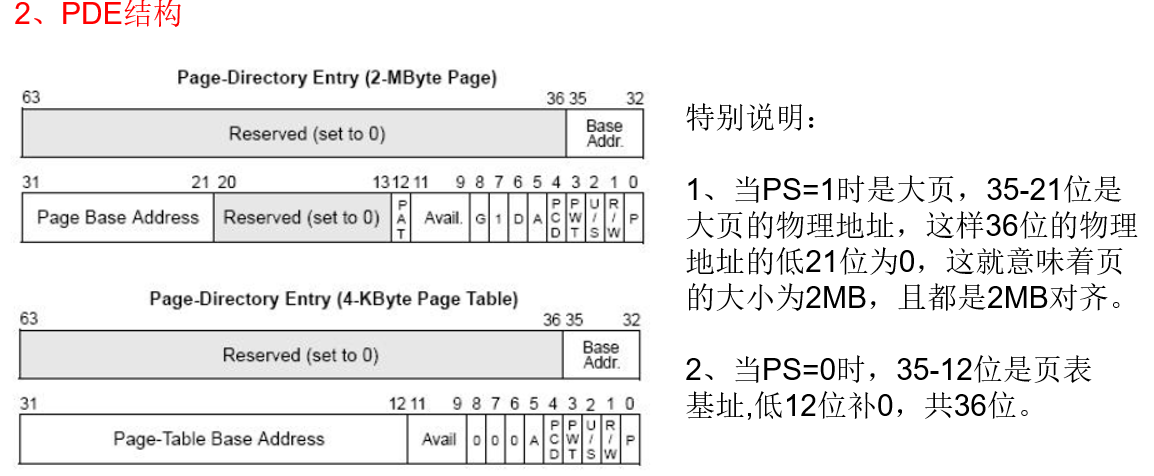 2、PDE结构
Page-Directory Entry (2-MByte Page)
63 36 35 32
Reserved (set to 0) Base Addr.
31 21 20 13 12 11 9 8 7 6 5 4 3 2 1 0
Page Base Address Reserved (set to 0) PAT Avail. G 1 D A PCD PWT U/S R/W P
Page-Directory Entry (4-KByte Page Table)
63 36 35 32
Reserved (set to 0) Base Addr.
31 12 11 9 8 7 6 5 4 3 2 1 0
Page-Table Base Address Avail 0 0 0 A PCD PWT U/S R/W P
特别说明：
1、当PS=1时是大页，35-21位是
大页的物理地址，这样36位的物理
地址的低21位为0，这就意味着页
的大小为2MB，且都是2MB对齐。
2、当PS=0时，35-12位是页表
基址,低12位补0，共36位。